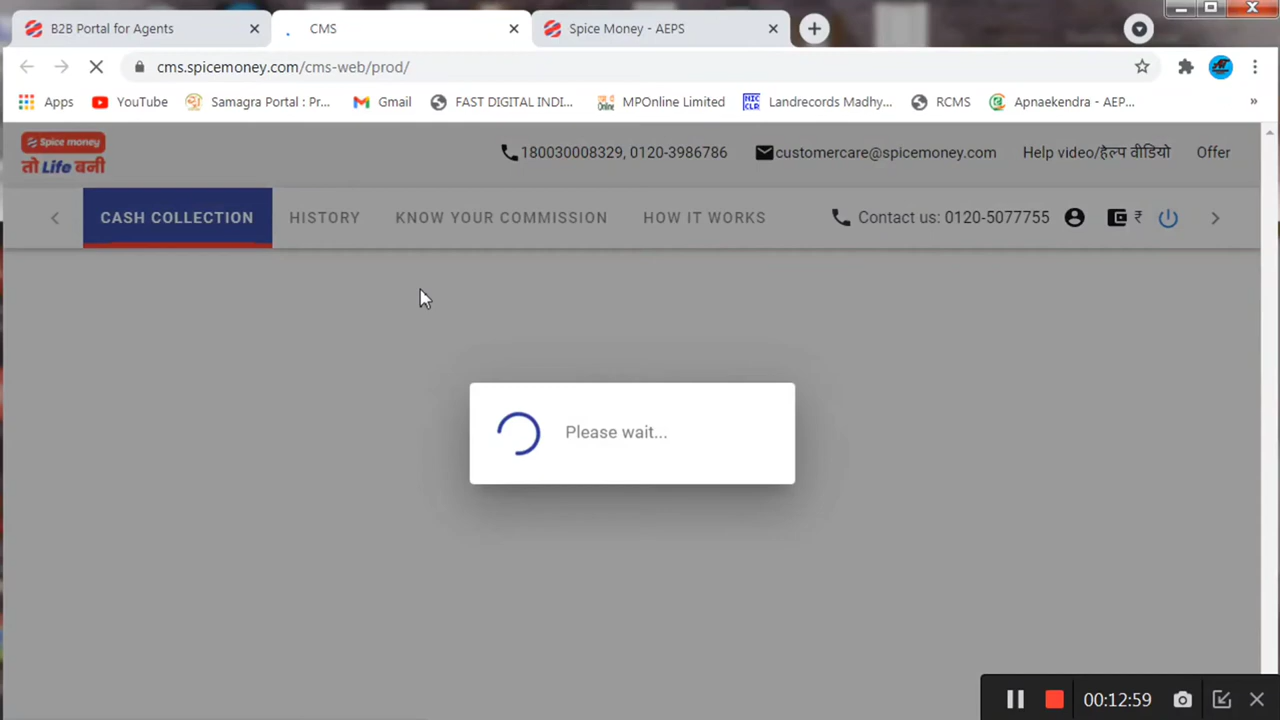 B2B Portal for Agents
CMS
Spice Money - AEPS
cms.spicemoney.com/cms-web/prod/
Apps
YouTube
Samagra Portal : Pr...
Gmail
FAST DIGITAL INDI...
MPOnline Limited
Landrecords Madhy...
RCMS
Apnaekendra - AEP...
»
Spice money
तो Life बनी
180030008329, 0120-3986786
customercare@spicemoney.com
Help video/हेल्प वीडियो
Offer
CASH COLLECTION
HISTORY
KNOW YOUR COMMISSION
HOW IT WORKS
Contact us: 0120-5077755
₹
Please wait...
00:12:59